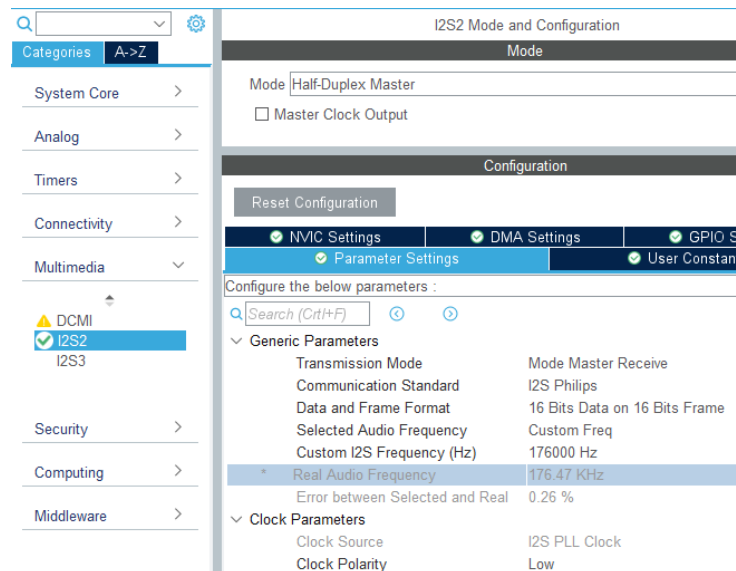 I2S2 Mode and Configuration
Categories A->Z
Mode
System Core
Mode Half-Duplex Master
Master Clock Output
Analog
Timers
Configuration
Reset Configuration
Connectivity
NVIC Settings DMA Settings GPIO S
Multimedia
Parameter Settings User Constan
Configure the below parameters :
DCMI
Search (Crtl+F)
I2S2
Generic Parameters
I2S3
Transmission Mode Mode Master Receive
Communication Standard I2S Philips
Data and Frame Format 16 Bits Data on 16 Bits Frame
Security
Selected Audio Frequency Custom Freq
Custom I2S Frequency (Hz) 176000 Hz
Computing
* Real Audio Frequency 176.47 KHz
Error between Selected and Real 0.26 %
Middleware
Clock Parameters
Clock Source I2S PLL Clock
Clock Polarity Low